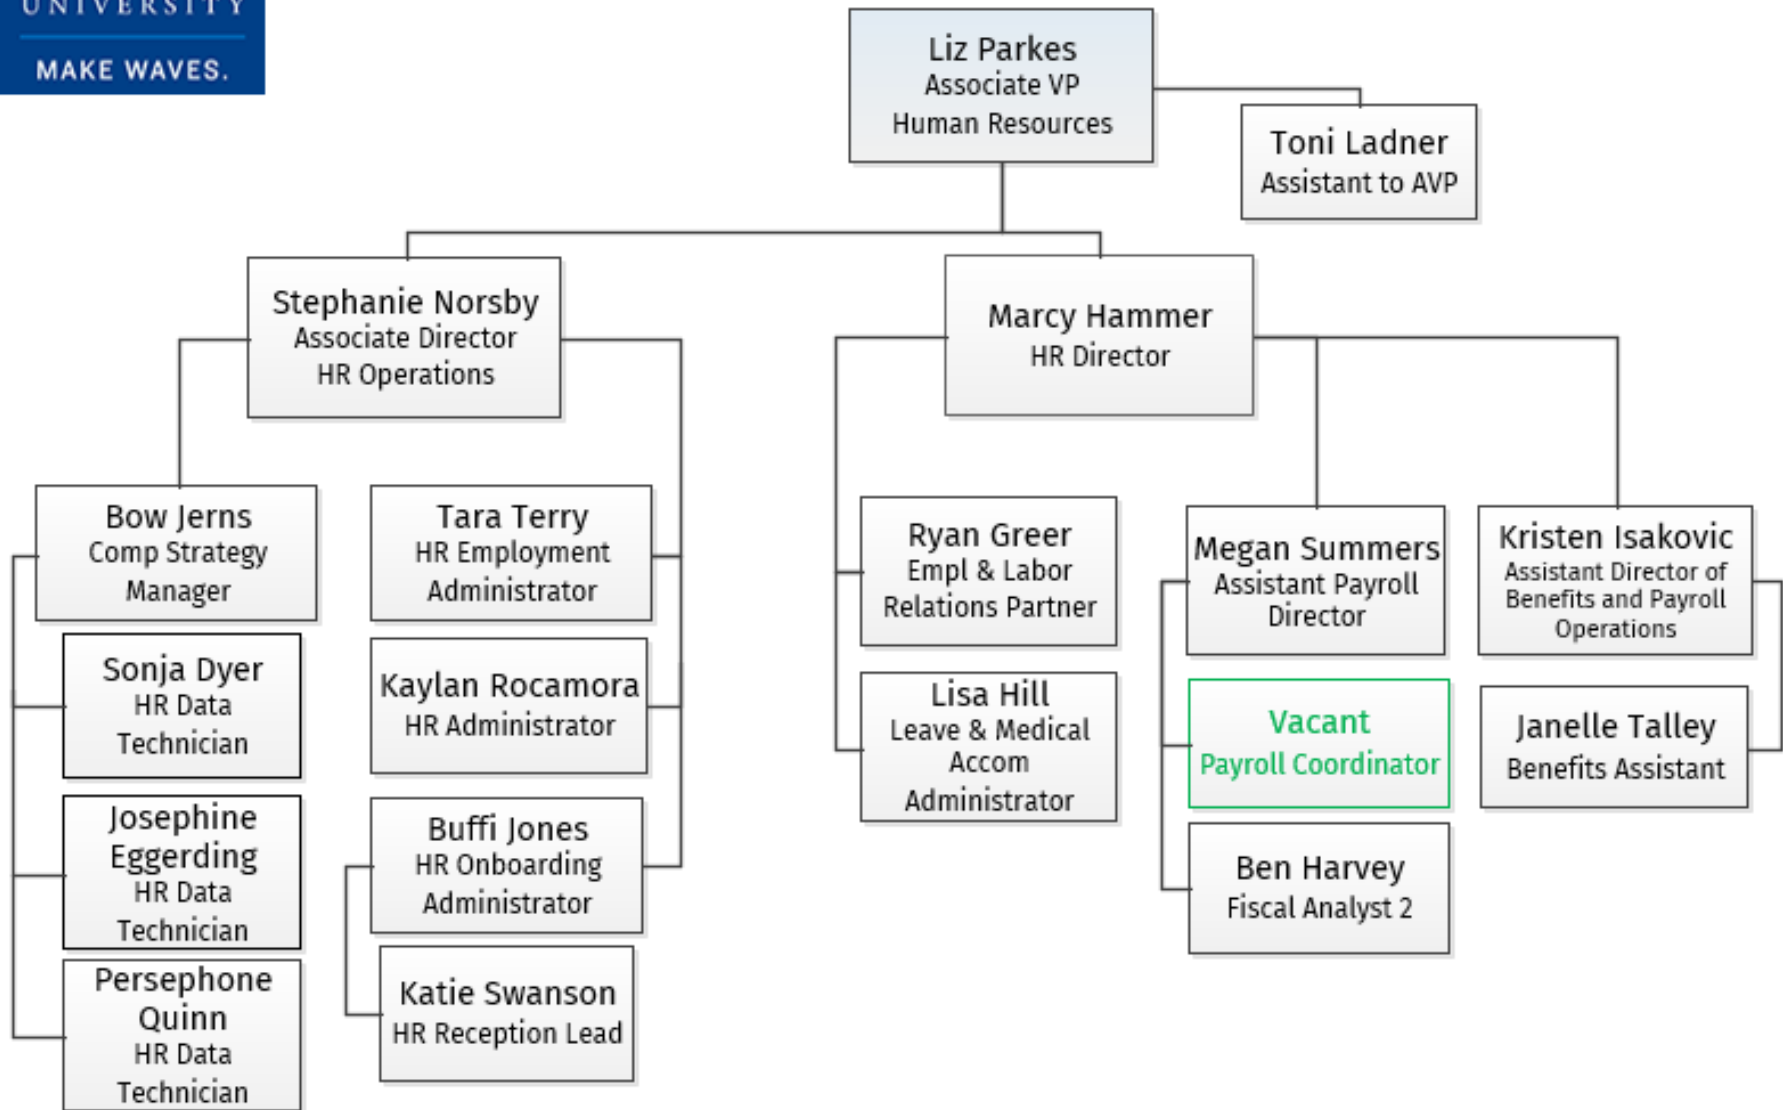 UNIVERSITY
MAKE WAVES.
Liz Parkes
Associate VP
Human Resources
Toni Ladner
Assistant to AVP
Stephanie Norsby
Associate Director
HR Operations
Marcy Hammer
HR Director
Bow Jerns
Comp Strategy
Manager
Sonja Dyer
HR Data
Technician
Josephine
Eggerding
HR Data
Technician
Persephone
Quinn
HR Data
Technician
Tara Terry
HR Employment
Administrator
Kaylan Rocamora
HR Administrator
Buffi Jones
HR Onboarding
Administrator
Katie Swanson
HR Reception Lead
Ryan Greer
Empl & Labor
Relations Partner
Lisa Hill
Leave & Medical
Accom
Administrator
Megan Summers
Assistant Payroll
Director
Vacant
Payroll Coordinator
Ben Harvey
Fiscal Analyst 2
Kristen Isakovic
Assistant Director of
Benefits and Payroll
Operations
Janelle Talley
Benefits Assistant